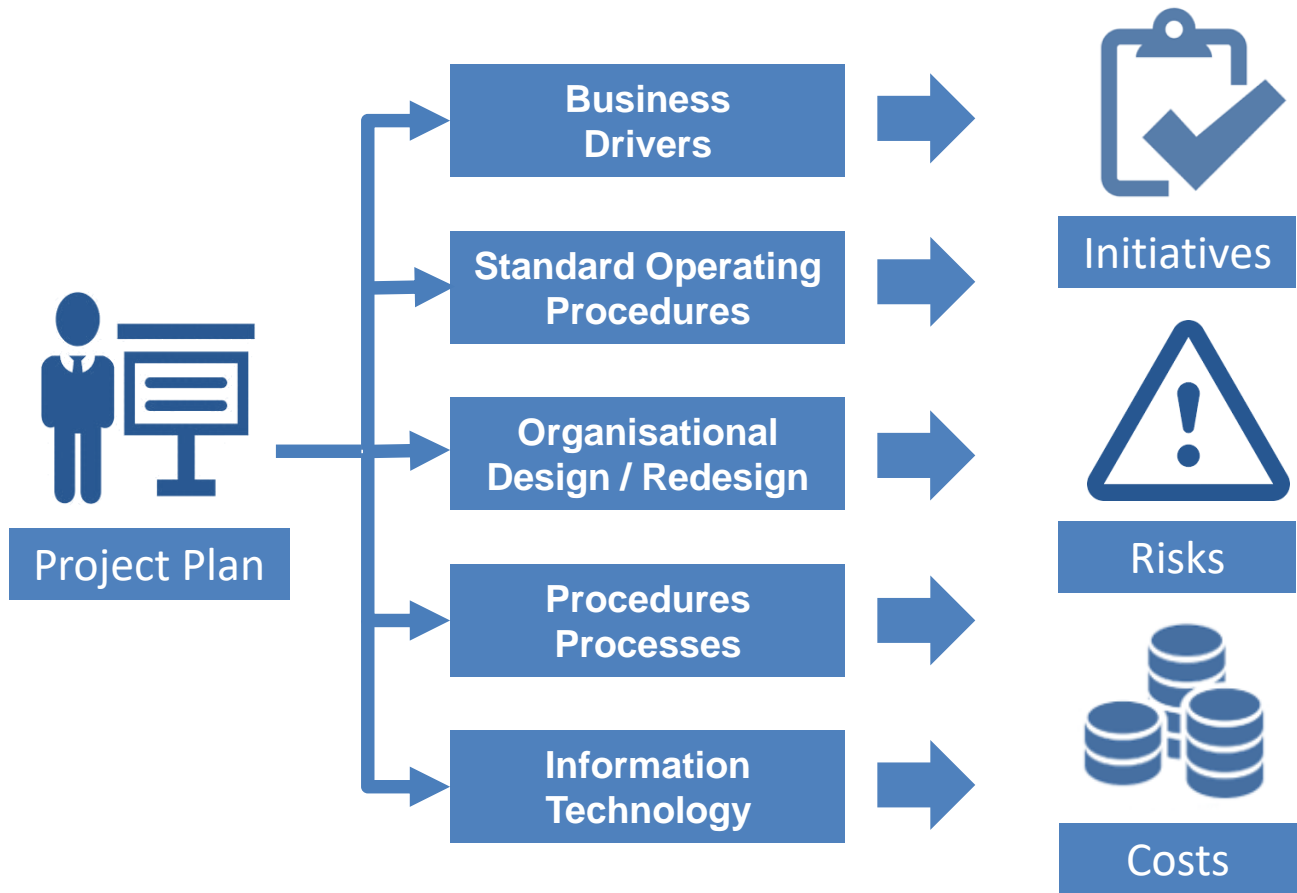 Project Plan
Business
Drivers
Standard Operating
Procedures
Organisational
Design / Redesign
Procedures
Processes
Information
Technology
Initiatives
Risks
Costs